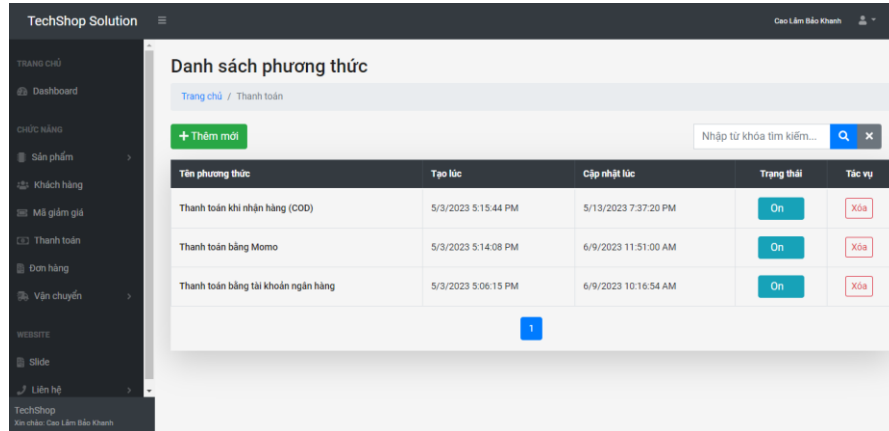 TechShop Solution
Cao Lâm Bảo Khanh
TRANG CHỦ
Dashboard
CHỨC NĂNG
Sản phẩm
Khách hàng
Mã giảm giá
Thanh toán
Đơn hàng
Vận chuyển
WEBSITE
Slide
Liên hệ
TechShop
Xin chào: Cao Lâm Bảo Khanh
Danh sách phương thức
Trang chủ / Thanh toán
+ Thêm mới
Nhập từ khóa tìm kiếm...
Tên phương thức Tạo lúc Cập nhật lúc Trạng thái Tác vụ
Thanh toán khi nhận hàng (COD) 5/3/2023 5:15:44 PM 5/13/2023 7:37:20 PM On Xóa
Thanh toán bằng Momo 5/3/2023 5:14:08 PM 6/9/2023 11:51:00 AM On Xóa
Thanh toán bằng tài khoản ngân hàng 5/3/2023 5:06:15 PM 6/9/2023 10:16:54 AM On Xóa
1